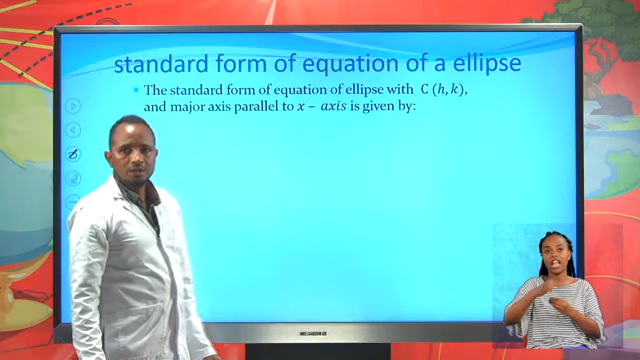 standard form of equation of a ellipse
• The standard form of equation of ellipse with C (h, k),
and major axis parallel to x – axis is given by: